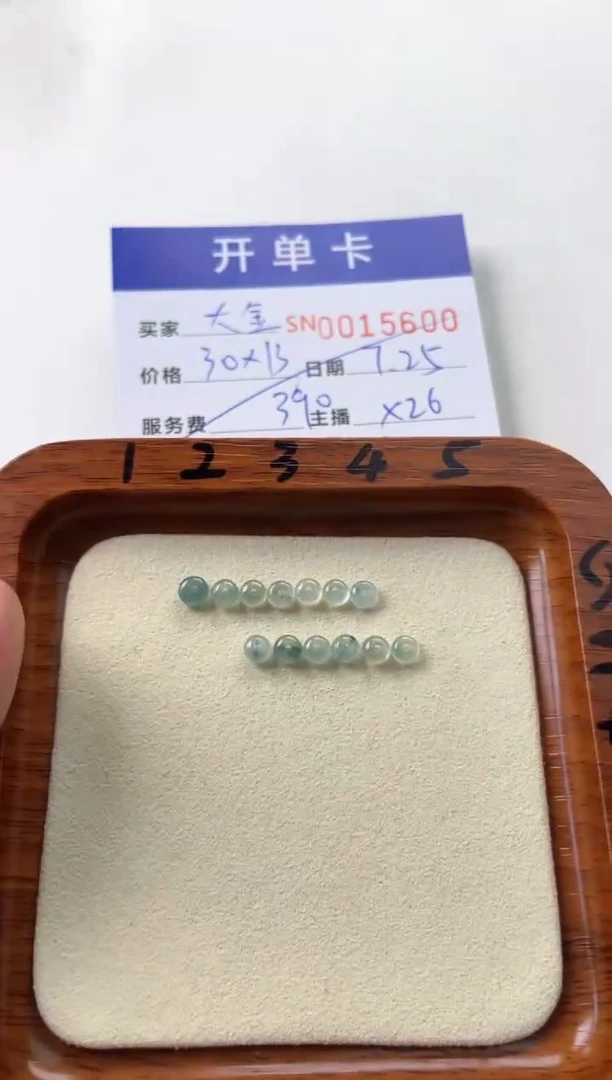 开单卡
买家 大金 SN0015600
价格 30×13 日期 7.25
服务费 390 主播 ×26
1 2 3 4 5